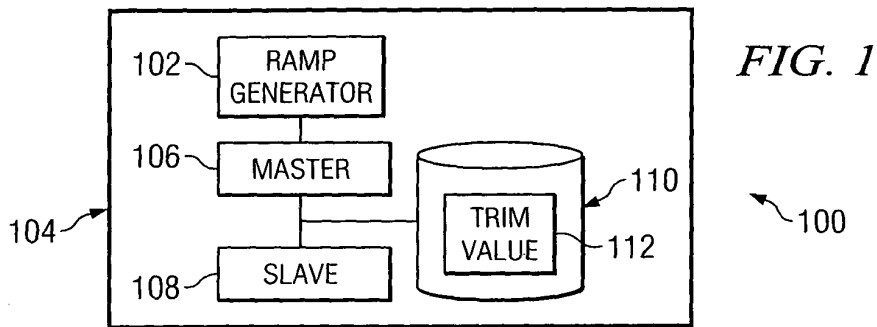 FIG. 1
102
RAMP
GENERATOR
106
MASTER
110
TRIM
VALUE
112
104
100
108
SLAVE